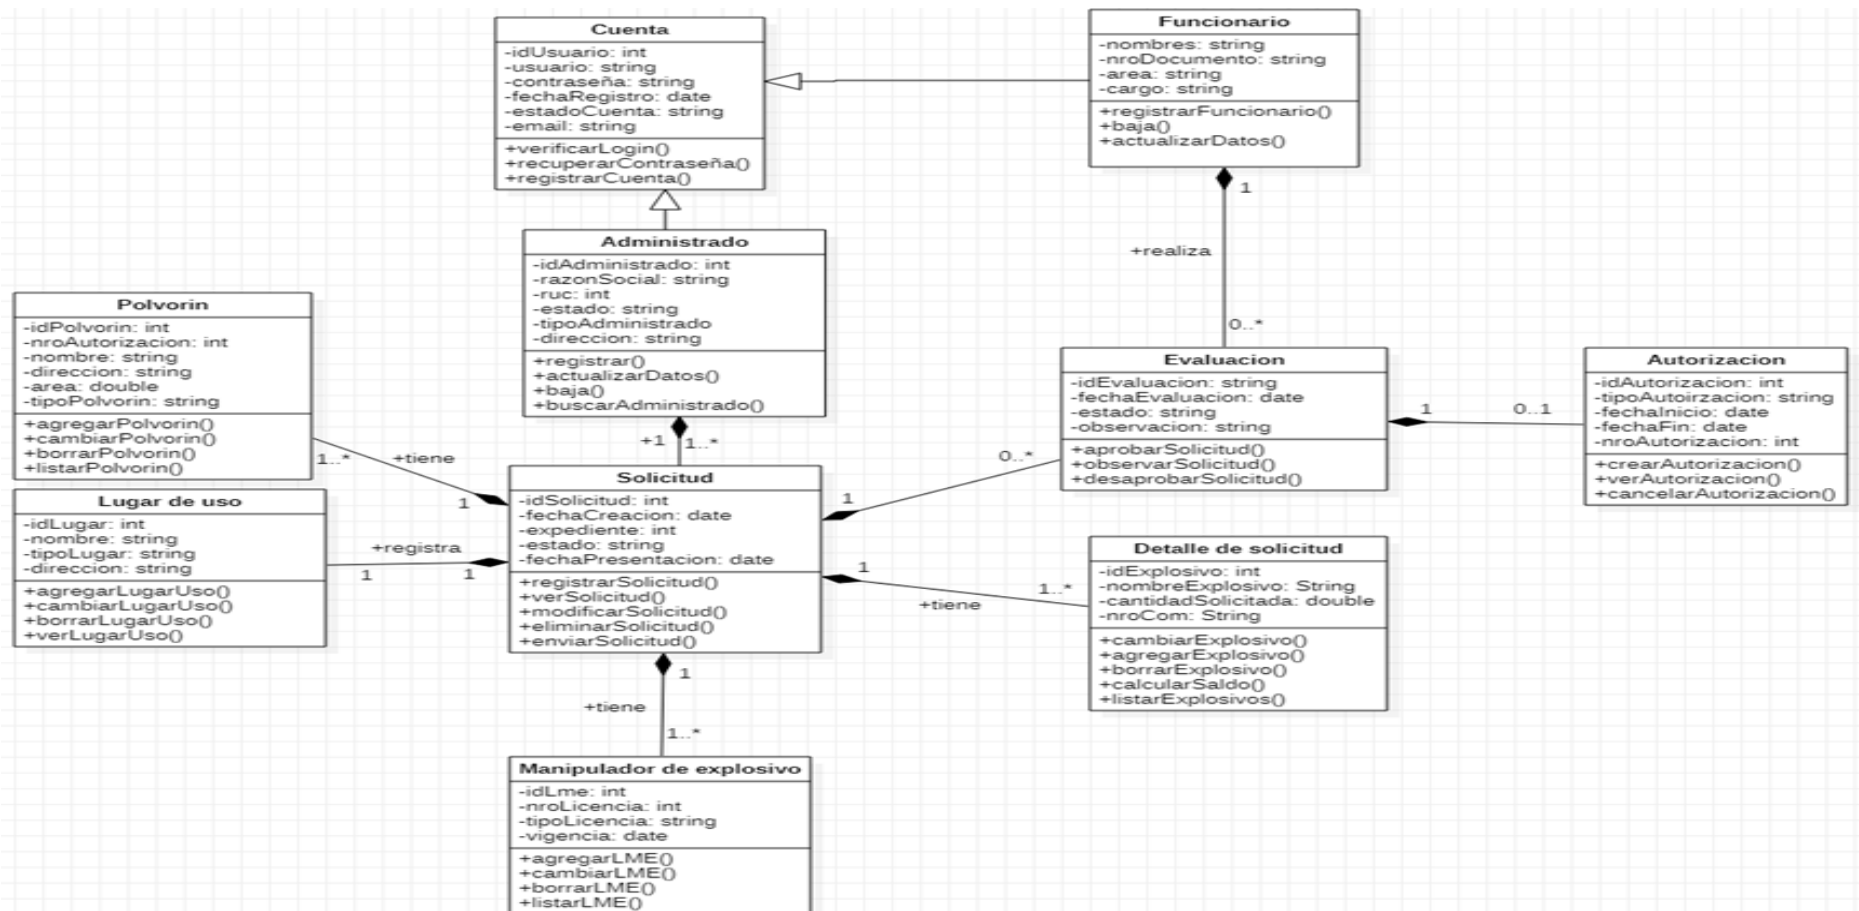 Cuenta
-idUsuario: int
-usuario: string
-contraseña: string
-fechaRegistro: date
-estadoCuenta: string
-email: string
+verificarLogin()
+recuperarContraseña()
+registrarCuenta()
Funcionario
-nombres: string
-nroDocumento: string
-area: string
-cargo: string
+registrarFuncionario()
+baja()
+actualizarDatos()
1
+realiza
0..*
Administrado
-idAdministrado: int
-razonSocial: string
-ruc: int
-estado: string
-tipoAdministrado
-direccion: string
+registrar()
+actualizarDatos()
+baja()
+buscarAdministrado()
+1
1..*
Polvorin
-idPolvorin: int
-nroAutorizacion: int
-nombre: string
-direccion: string
-area: double
-tipoPolvorin: string
+agregarPolvorin()
+cambiarPolvorin()
+borrarPolvorin()
+listarPolvorin()
1..*
+tiene
1
Evaluacion
-idEvaluacion: string
-fechaEvaluacion: date
-estado: string
-observacion: string
+aprobarSolicitud()
+observarSolicitud()
+desaprobarSolicitud()
1
0..1
Autorizacion
-idAutorizacion: int
-tipoAutoirzacion: string
-fechaInicio: date
-fechaFin: date
-nroAutorizacion: int
+crearAutorizacion()
+verAutorizacion()
+cancelarAutorizacion()
0..*
1
Solicitud
-idSolicitud: int
-fechaCreacion: date
-expediente: int
-estado: string
-fechaPresentacion: date
+registrarSolicitud()
+verSolicitud()
+modificarSolicitud()
+eliminarSolicitud()
+enviarSolicitud()
Lugar de uso
-idLugar: int
-nombre: string
-tipoLugar: string
-direccion: string
+agregarLugarUso()
+cambiarLugarUso()
+borrarLugarUso()
+verLugarUso()
+registra
1
1
1
+tiene
1..*
Detalle de solicitud
-idExplosivo: int
-nombreExplosivo: String
-cantidadSolicitada: double
-nroCom: String
+cambiarExplosivo()
+agregarExplosivo()
+borrarExplosivo()
+calcularSaldo()
+listarExplosivos()
1
+tiene
1..*
Manipulador de explosivo
-idLme: int
-nroLicencia: int
-tipoLicencia: string
-vigencia: date
+agregarLME()
+cambiarLME()
+borrarLME()
+listarLME()